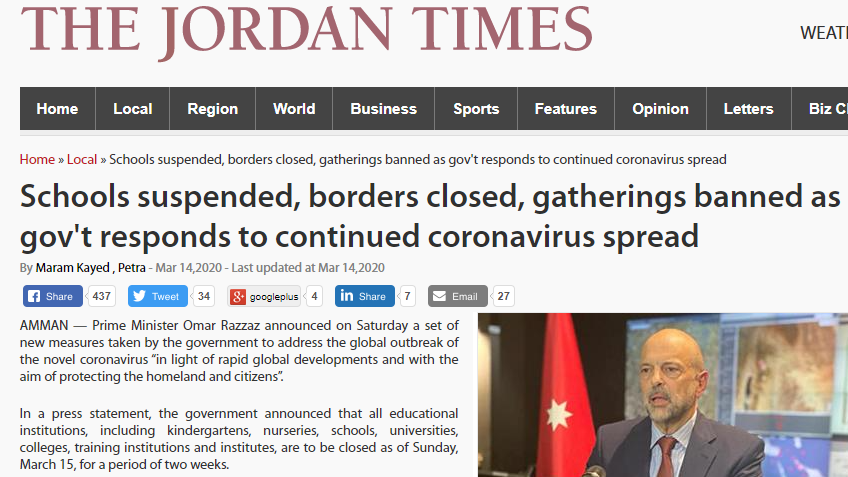 THE JORDAN TIMES
WEATH
Home Local Region World Business Sports Features Opinion Letters Biz C
Home » Local » Schools suspended, borders closed, gatherings banned as gov't responds to continued coronavirus spread
Schools suspended, borders closed, gatherings banned as
gov't responds to continued coronavirus spread
By Maram Kayed , Petra - Mar 14,2020 - Last updated at Mar 14,2020
Share 437 Tweet 34 googleplus 4 Share 7 Email 27
AMMAN — Prime Minister Omar Razzaz announced on Saturday a set of
new measures taken by the government to address the global outbreak of
the novel coronavirus “in light of rapid global developments and with the
aim of protecting the homeland and citizens”.
In a press statement, the government announced that all educational
institutions, including kindergartens, nurseries, schools, universities,
colleges, training institutions and institutes, are to be closed as of Sunday,
March 15, for a period of two weeks.